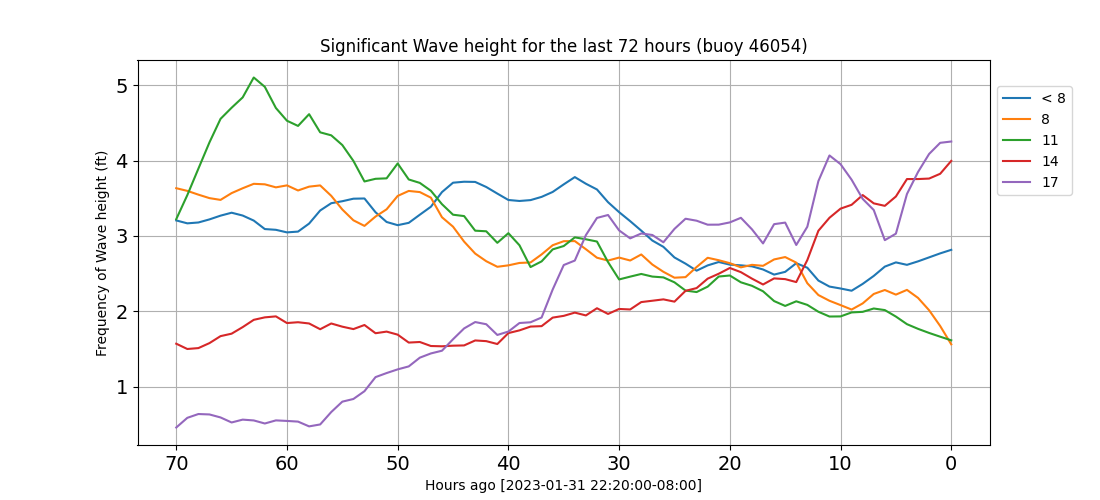 Significant Wave height for the last 72 hours (buoy 46054)
Frequency of Wave height (ft)
5
4
3
2
1
70 60 50 40 30 20 10 0
Hours ago [2023-01-31 22:20:00-08:00]
< 8
8
11
14
17